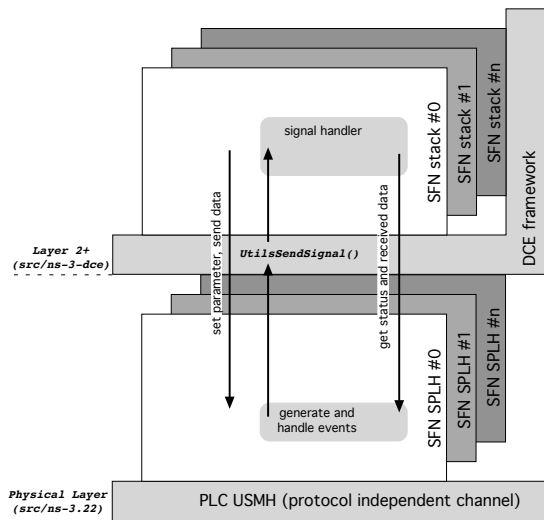 SFN stack #n
SFN stack #1
SFN stack #0
DCE framework
signal handler
set parameter, send data
get status and received data
Layer 2+
(src/ns-3-dce)
UtilsSendSignal()
SFN SPLH #n
SFN SPLH #1
SFN SPLH #0
generate and
handle events
Physical Layer
(src/ns-3.22)
PLC USMH (protocol independent channel)